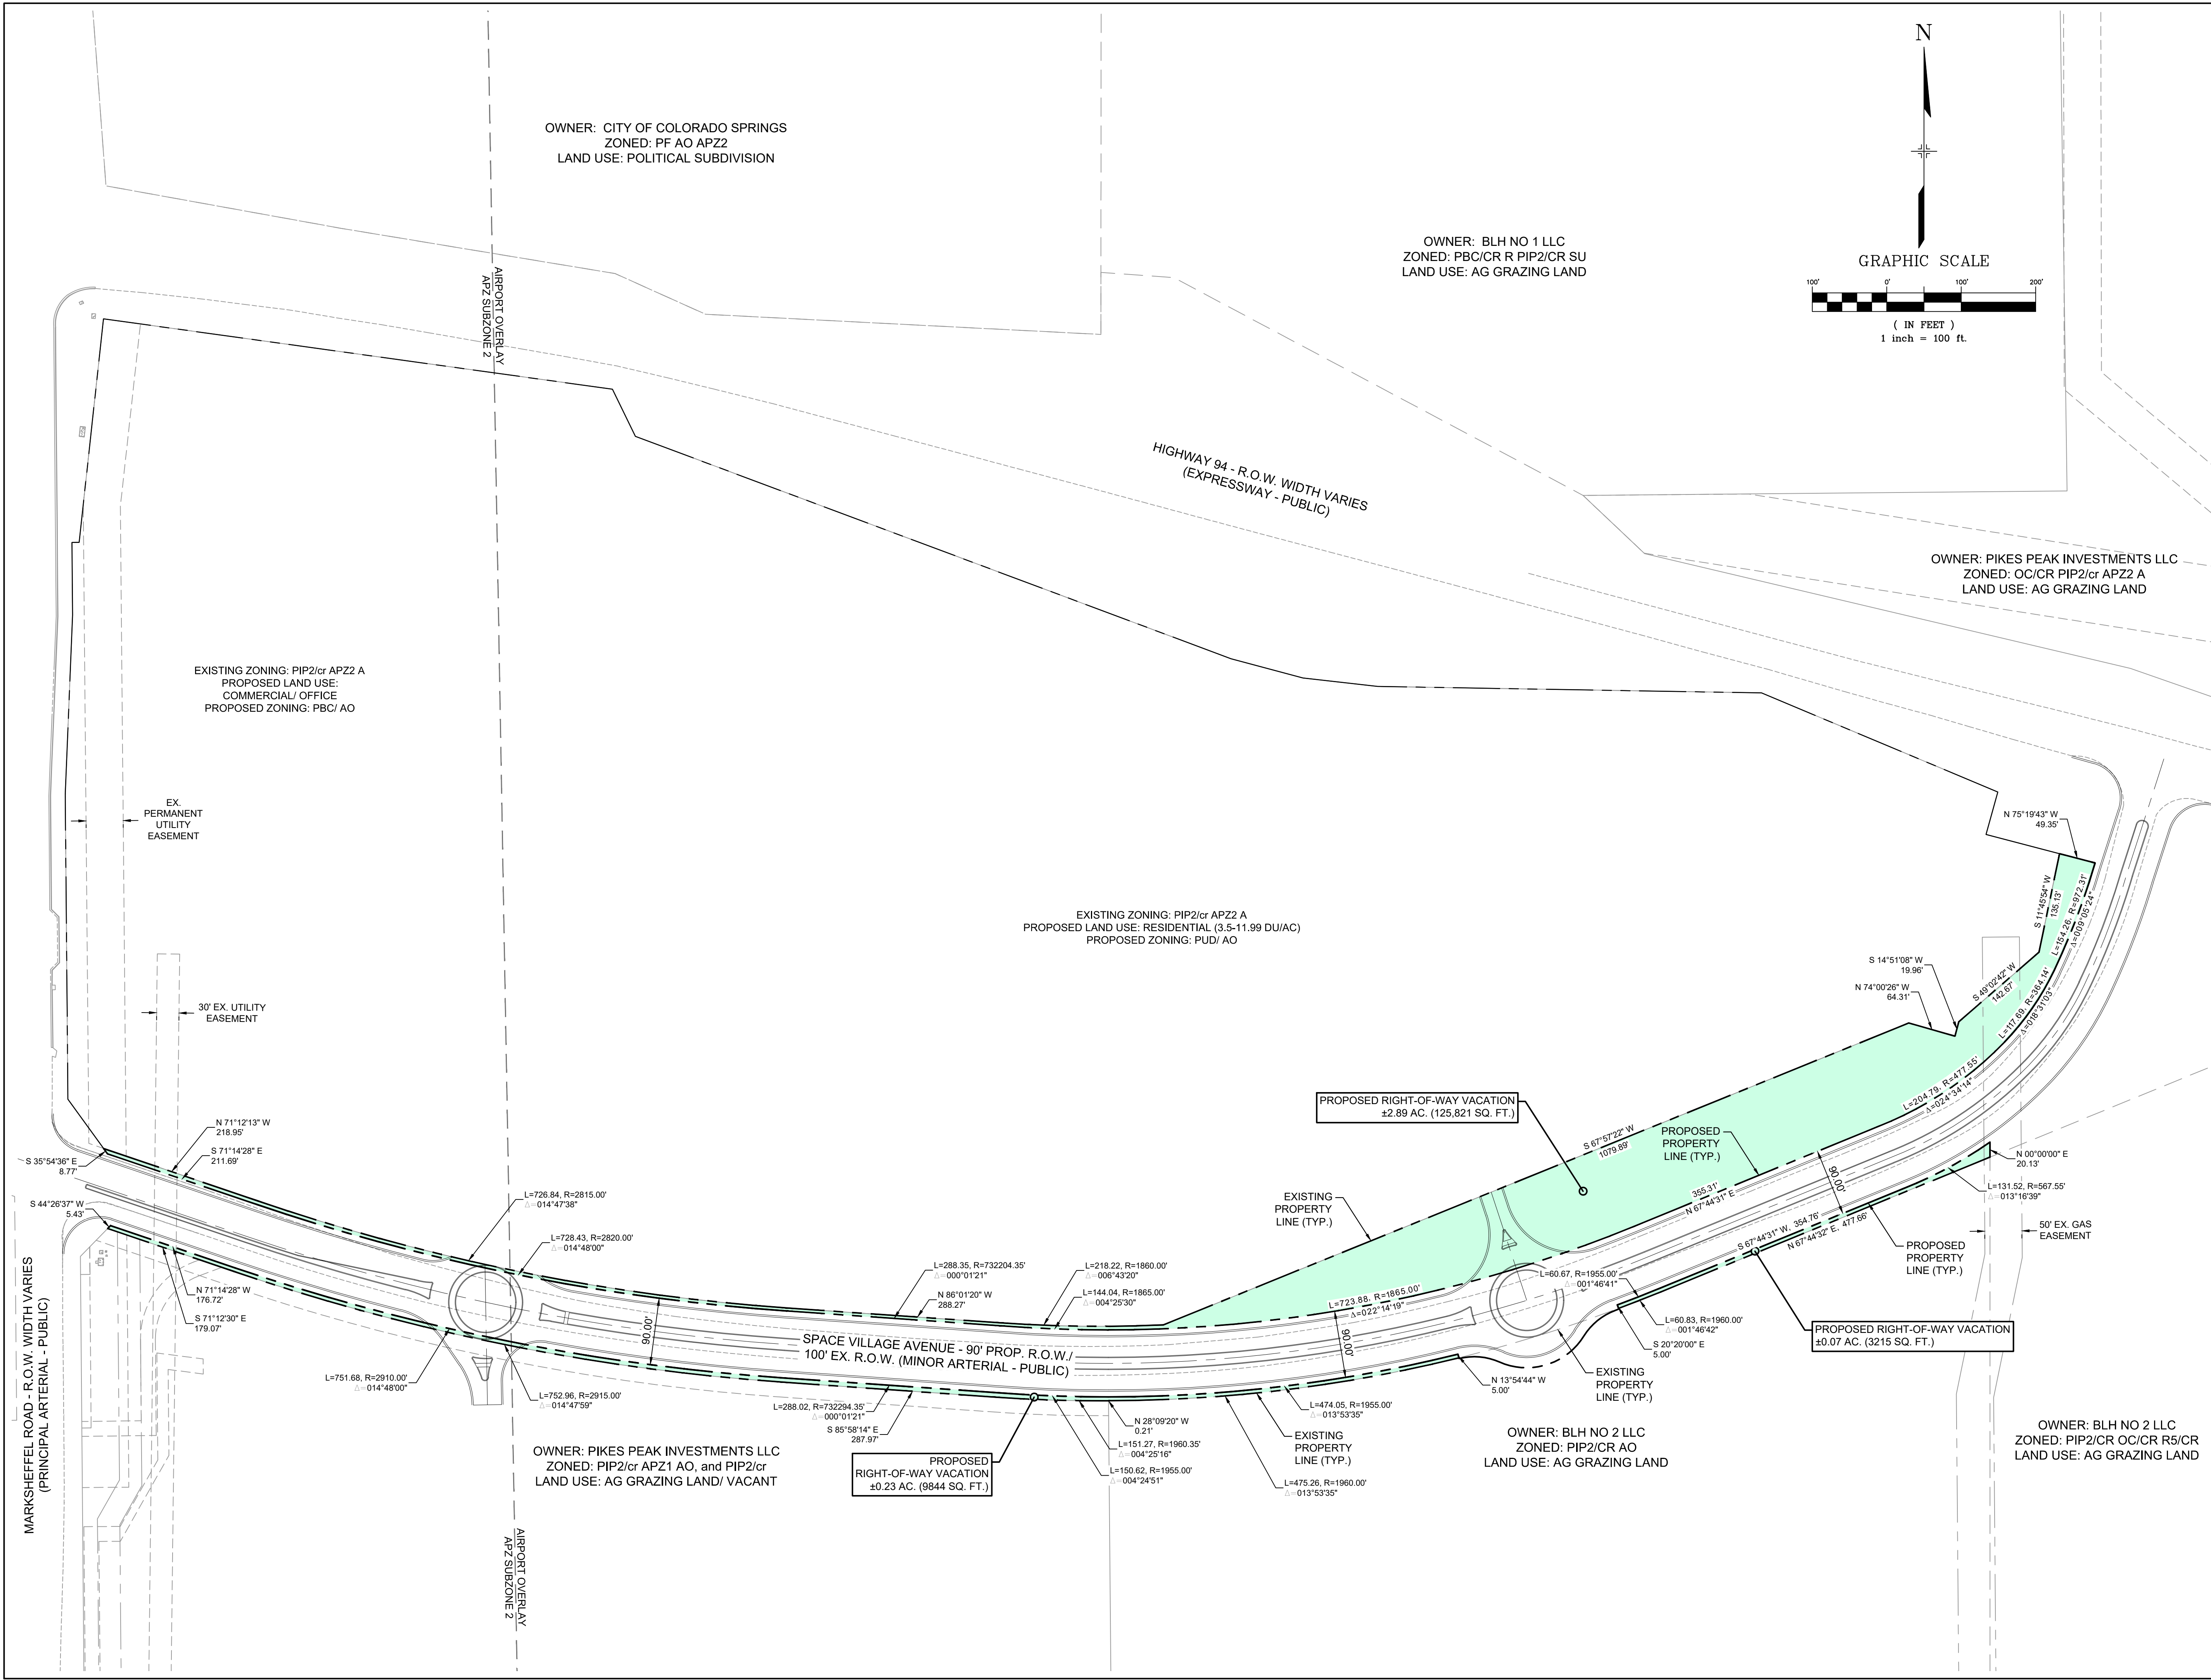 N
GRAPHIC SCALE
100' 0' 100' 200'
( IN FEET )
1 inch = 100 ft.
OWNER: CITY OF COLORADO SPRINGS
ZONED: PF AO APZ2
LAND USE: POLITICAL SUBDIVISION
OWNER: BLH NO 1 LLC
ZONED: PBC/CR R PIP2/CR SU
LAND USE: AG GRAZING LAND
AIRPORT OVERLAY
APZ SUBZONE 2
HIGHWAY 94 - R.O.W. WIDTH VARIES
(EXPRESSWAY - PUBLIC)
OWNER: PIKES PEAK INVESTMENTS LLC
ZONED: OC/CR PIP2/cr APZ2 A
LAND USE: AG GRAZING LAND
EXISTING ZONING: PIP2/cr APZ2 A
PROPOSED LAND USE:
COMMERCIAL/ OFFICE
PROPOSED ZONING: PBC/ AO
EX.
PERMANENT
UTILITY
EASEMENT
30' EX. UTILITY
EASEMENT
EXISTING ZONING: PIP2/cr APZ2 A
PROPOSED LAND USE: RESIDENTIAL (3.5-11.99 DU/AC)
PROPOSED ZONING: PUD/ AO
N 75°19'43" W
49.35'
S 11°45'54" W
135.13'
L=154.26, R=972.31'
Δ=009°05'24"
S 14°51'08" W
19.96'
N 74°00'26" W
64.31'
S 49°02'42" W
142.67'
L=117.69, R=364.14'
Δ=018°31'03"
L=204.79, R=477.55'
Δ=024°34'14"
PROPOSED RIGHT-OF-WAY VACATION
±2.89 AC. (125,821 SQ. FT.)
S 67°57'22" W
1079.89'
PROPOSED
PROPERTY
LINE (TYP.)
355.31'
N 67°44'31" E
90.00'
N 00°00'00" E
20.13'
L=131.52, R=567.55'
Δ=013°16'39"
50' EX. GAS
EASEMENT
S 67°44'31" W, 354.76'
N 67°44'32" E, 477.66'
PROPOSED
PROPERTY
LINE (TYP.)
EXISTING
PROPERTY
LINE (TYP.)
N 71°12'13" W
218.95'
S 71°14'28" E
211.69'
S 35°54'36" E
8.77'
S 44°26'37" W
5.43'
L=726.84, R=2815.00'
Δ=014°47'38"
L=728.43, R=2820.00'
Δ=014°48'00"
L=288.35, R=732204.35'
Δ=000°01'21"
N 86°01'20" W
288.27'
L=218.22, R=1860.00'
Δ=006°43'20"
L=144.04, R=1865.00'
Δ=004°25'30"
L=723.88, R=1865.00'
Δ=022°14'19"
L=60.67, R=1955.00'
Δ=001°46'41"
L=60.83, R=1960.00'
Δ=001°46'42"
S 20°20'00" E
5.00'
PROPOSED RIGHT-OF-WAY VACATION
±0.07 AC. (3215 SQ. FT.)
90.00'
90.00'
SPACE VILLAGE AVENUE - 90' PROP. R.O.W./
100' EX. R.O.W. (MINOR ARTERIAL - PUBLIC)
N 71°14'28" W
176.72'
S 71°12'30" E
179.07'
L=751.68, R=2910.00'
Δ=014°48'00"
L=752.96, R=2915.00'
Δ=014°47'59"
L=288.02, R=732294.35'
Δ=000°01'21"
S 85°58'14" E
287.97'
N 28°09'20" W
0.21'
L=151.27, R=1960.35'
Δ=004°25'16"
L=150.62, R=1955.00'
Δ=004°24'51"
L=474.05, R=1955.00'
Δ=013°53'35"
L=475.26, R=1960.00'
Δ=013°53'35"
N 13°54'44" W
5.00'
EXISTING
PROPERTY
LINE (TYP.)
EXISTING
PROPERTY
LINE (TYP.)
PROPOSED
RIGHT-OF-WAY VACATION
±0.23 AC. (9844 SQ. FT.)
OWNER: PIKES PEAK INVESTMENTS LLC
ZONED: PIP2/cr APZ1 AO, and PIP2/cr
LAND USE: AG GRAZING LAND/ VACANT
OWNER: BLH NO 2 LLC
ZONED: PIP2/CR AO
LAND USE: AG GRAZING LAND
OWNER: BLH NO 2 LLC
ZONED: PIP2/CR OC/CR R5/CR
LAND USE: AG GRAZING LAND
MARKSHEFFEL ROAD - R.O.W. WIDTH VARIES
(PRINCIPAL ARTERIAL - PUBLIC)
AIRPORT OVERLAY
APZ SUBZONE 2